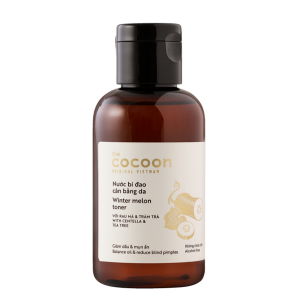 the
cocoon
ORIGINAL VIETNAM
Nước bí đao
cân bằng da
Winter melon
toner
VỚI RAU MÁ & TRÀM TRÀ
WITH CENTELLA &
TEA TREE
Giảm dầu & mụn ẩn
Balance oil & reduce blind pimples